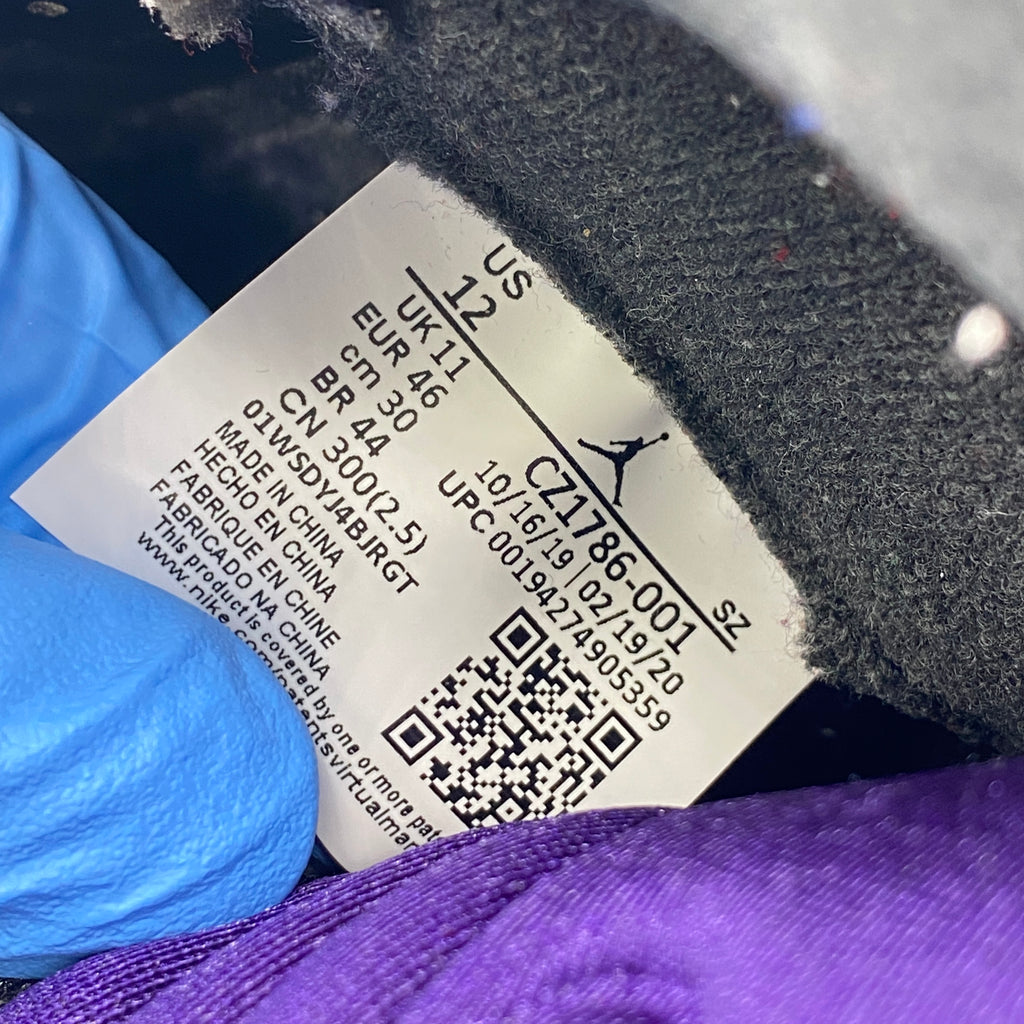 US
12
UK 11
EUR 46
cm 30
BR 44
CN 300(2.5)
01WSDYJ4BJRGT
MADE IN CHINA
HECHO EN CHINA
FABRIQUE EN CHINE
FABRICADO NA CHINA
This product is covered by one or more pat
www.nike.com/patentsvirtualmar
SZ
CZ1786-001
10/16/19 | 02/19/20
UPC 00194274905359